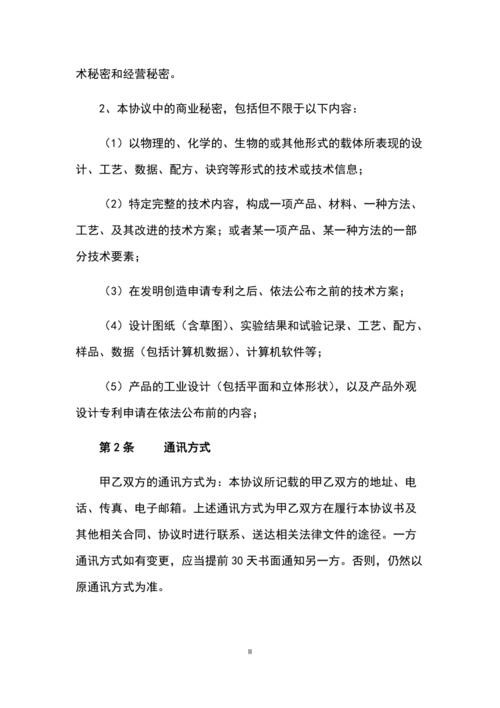 术秘密和经营秘密。
2、本协议中的商业秘密，包括但不限于以下内容：
（1）以物理的、化学的、生物的或其他形式的载体所表现的设
计、工艺、数据、配方、诀窍等形式的技术或技术信息；
（2）特定完整的技术内容，构成一项产品、材料、一种方法、
工艺、及其改进的技术方案；或者某一项产品、某一种方法的一部
分技术要素；
（3）在发明创造申请专利之后、依法公布之前的技术方案；
（4）设计图纸（含草图）、实验结果和试验记录、工艺、配方、
样品、数据（包括计算机数据）、计算机软件等；
（5）产品的工业设计（包括平面和立体形状），以及产品外观
设计专利申请在依法公布前的内容；
第2条 通讯方式
甲乙双方的通讯方式为：本协议所记载的甲乙双方的地址、电
话、传真、电子邮箱。上述通讯方式为甲乙双方在履行本协议书及
其他相关合同、协议时进行联系、送达相关法律文件的途径。一方
通讯方式如有变更，应当提前30天书面通知另一方。否则，仍然以
原通讯方式为准。
II